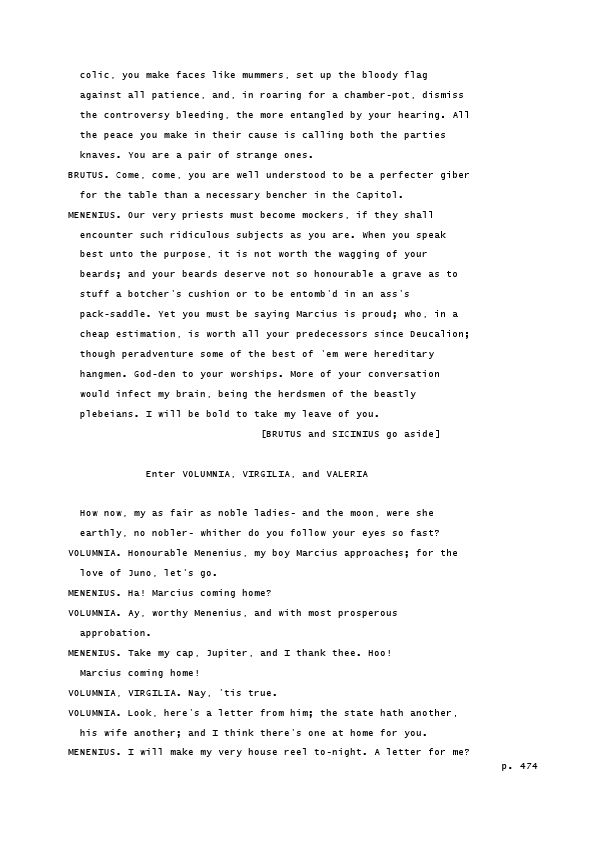 colic, you make faces like mummers, set up the bloody flag
against all patience, and, in roaring for a chamber-pot, dismiss
the controversy bleeding, the more entangled by your hearing. All
the peace you make in their cause is calling both the parties
knaves. You are a pair of strange ones.
BRUTUS. Come, come, you are well understood to be a perfecter giber
for the table than a necessary bencher in the Capitol.
MENENIUS. Our very priests must become mockers, if they shall
encounter such ridiculous subjects as you are. When you speak
best unto the purpose, it is not worth the wagging of your
beards; and your beards deserve not so honourable a grave as to
stuff a botcher's cushion or to be entomb'd in an ass's
pack-saddle. Yet you must be saying Marcius is proud; who, in a
cheap estimation, is worth all your predecessors since Deucalion;
though peradventure some of the best of 'em were hereditary
hangmen. God-den to your worships. More of your conversation
would infect my brain, being the herdsmen of the beastly
plebeians. I will be bold to take my leave of you.
[BRUTUS and SICINIUS go aside]
Enter VOLUMNIA, VIRGILIA, and VALERIA
How now, my as fair as noble ladies- and the moon, were she
earthly, no nobler- whither do you follow your eyes so fast?
VOLUMNIA. Honourable Menenius, my boy Marcius approaches; for the
love of Juno, let's go.
MENENIUS. Ha! Marcius coming home?
VOLUMNIA. Ay, worthy Menenius, and with most prosperous
approbation.
MENENIUS. Take my cap, Jupiter, and I thank thee. Hoo!
Marcius coming home!
VOLUMNIA, VIRGILIA. Nay, 'tis true.
VOLUMNIA. Look, here's a letter from him; the state hath another,
his wife another; and I think there's one at home for you.
MENENIUS. I will make my very house reel to-night. A letter for me?
p. 474